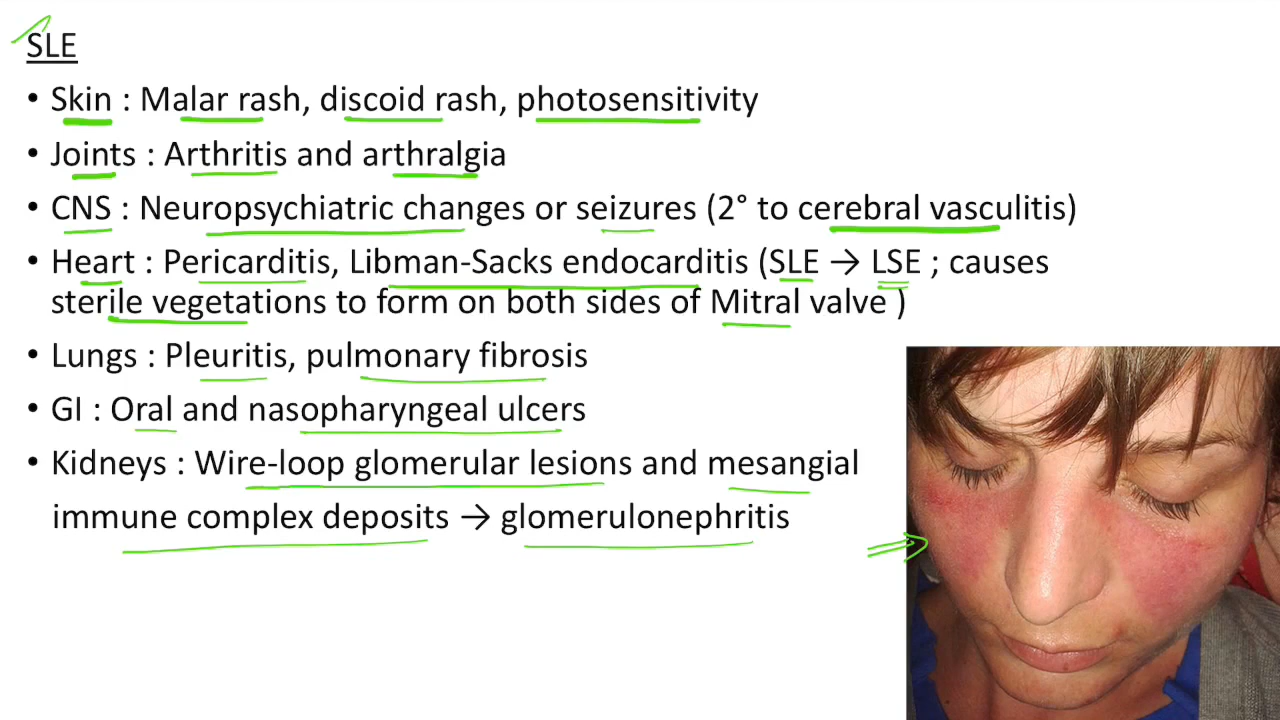 SLE
• Skin : Malar rash, discoid rash, photosensitivity
• Joints : Arthritis and arthralgia
• CNS : Neuropsychiatric changes or seizures (2° to cerebral vasculitis)
• Heart : Pericarditis, Libman-Sacks endocarditis (SLE → LSE ; causes
sterile vegetations to form on both sides of Mitral valve )
• Lungs : Pleuritis, pulmonary fibrosis
• GI : Oral and nasopharyngeal ulcers
• Kidneys : Wire-loop glomerular lesions and mesangial
immune complex deposits → glomerulonephritis